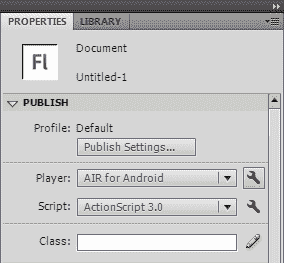 PROPERTIES LIBRARY
Fl
Document
Untitled-1
PUBLISH
Profile: Default
Publish Settings...
Player: AIR for Android
Script: ActionScript 3.0
Class: